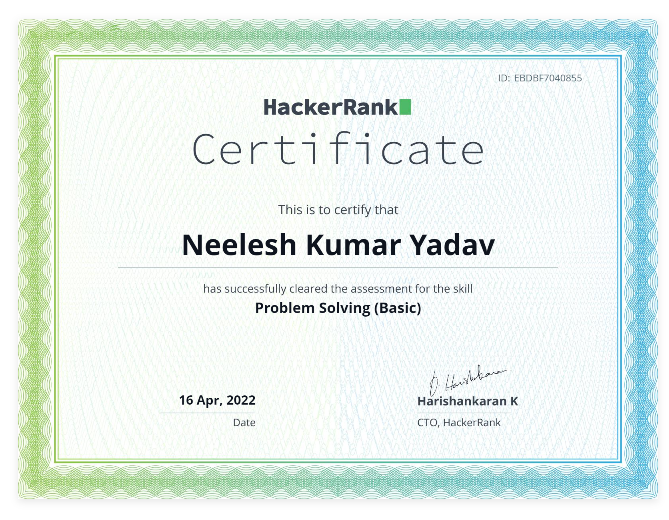 ID: EBDBF7040855
HackerRank
Certificate
This is to certify that
Neelesh Kumar Yadav
has successfully cleared the assessment for the skill
Problem Solving (Basic)
16 Apr, 2022
Date
Harishankaran K
CTO, HackerRank